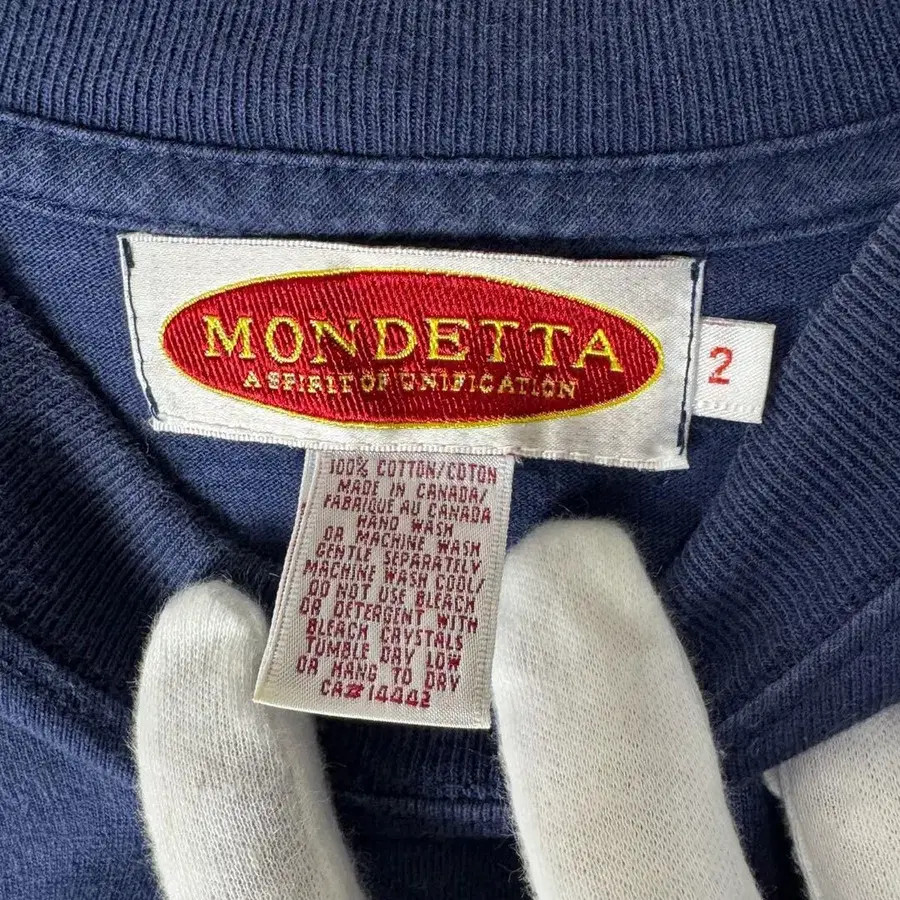 MONDETTA
A SPIRIT OF UNIFICATION
2
100% COTTON/COTON
MADE IN CANADA/
FABRIQUE AU CANADA
HAND WASH
OR MACHINE WASH
GENTLE SEPARATELY
MACHINE WASH COOL/
DO NOT USE BLEACH
OR DETERGENT WITH
BLEACH CRYSTALS
TUMBLE DRY LOW
OR HANG TO DRY
CA#14442